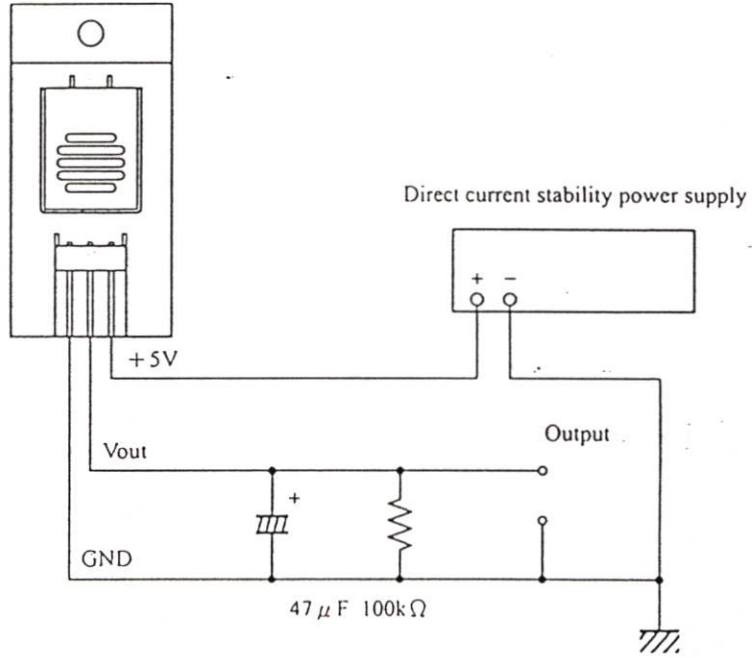 Direct current stability power supply
+ −
+5V
Output
Vout
+
GND
47μF 100kΩ